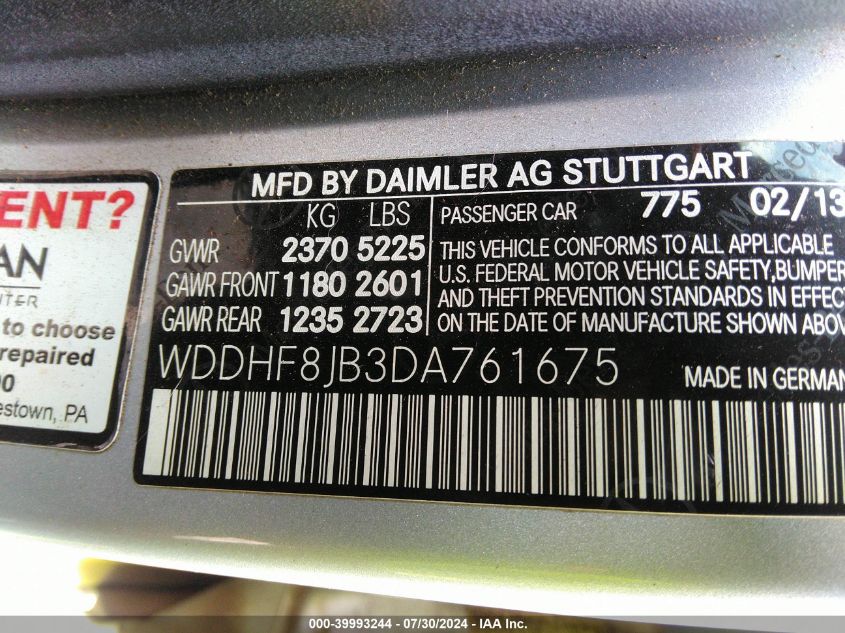 ENT?
AN
NTER
to choose
repaired
00
estown, PA
MFD BY DAIMLER AG STUTTGART
KG LBS
GVWR 2370 5225
GAWR FRONT 1180 2601
GAWR REAR 1235 2723
PASSENGER CAR 775 02/13
THIS VEHICLE CONFORMS TO ALL APPLICABLE
U.S. FEDERAL MOTOR VEHICLE SAFETY,BUMPER
AND THEFT PREVENTION STANDARDS IN EFFECT
ON THE DATE OF MANUFACTURE SHOWN ABOV
WDDHF8JB3DA761675
MADE IN GERMAN
000-39993244 - 07/30/2024 - IAA Inc.